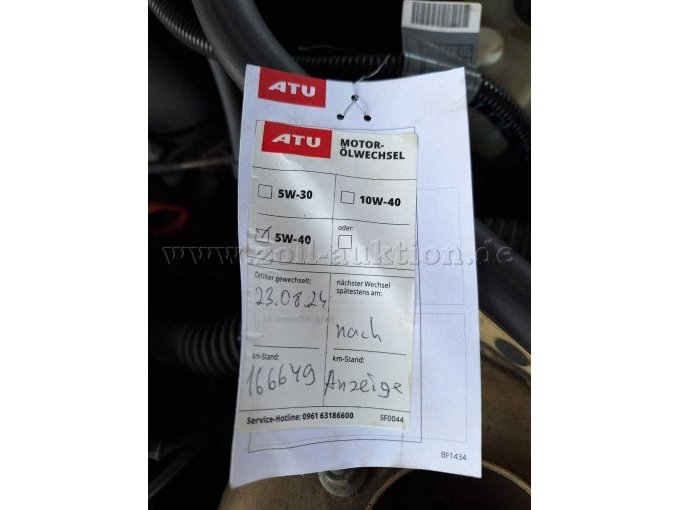 ATU
ATU MOTOR-
ÖLWECHSEL
5W-30 10W-40
5W-40 oder:
www.zoll-auktion.de
Ölfilter gewechselt: nächster Wechsel
spätestens am:
23.08.24
nach
km-Stand: km-Stand:
166649 Anzeige
Service-Hotline: 0961 63186600 SF0044
BF1434